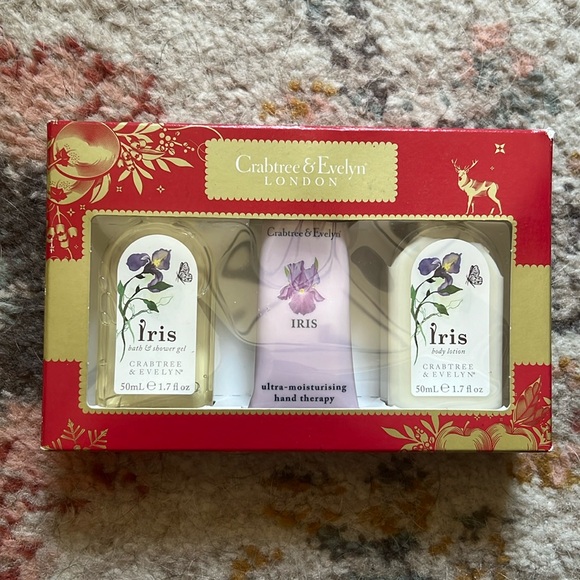 Crabtree & Evelyn®
LONDON
Iris
bath & shower gel
CRABTREE
& EVELYN®
50mL ℮ 1.7 fl oz
Crabtree & Evelyn®
IRIS
ultra-moisturising
hand therapy
Iris
body lotion
CRABTREE
& EVELYN®
50mL ℮ 1.7 fl oz